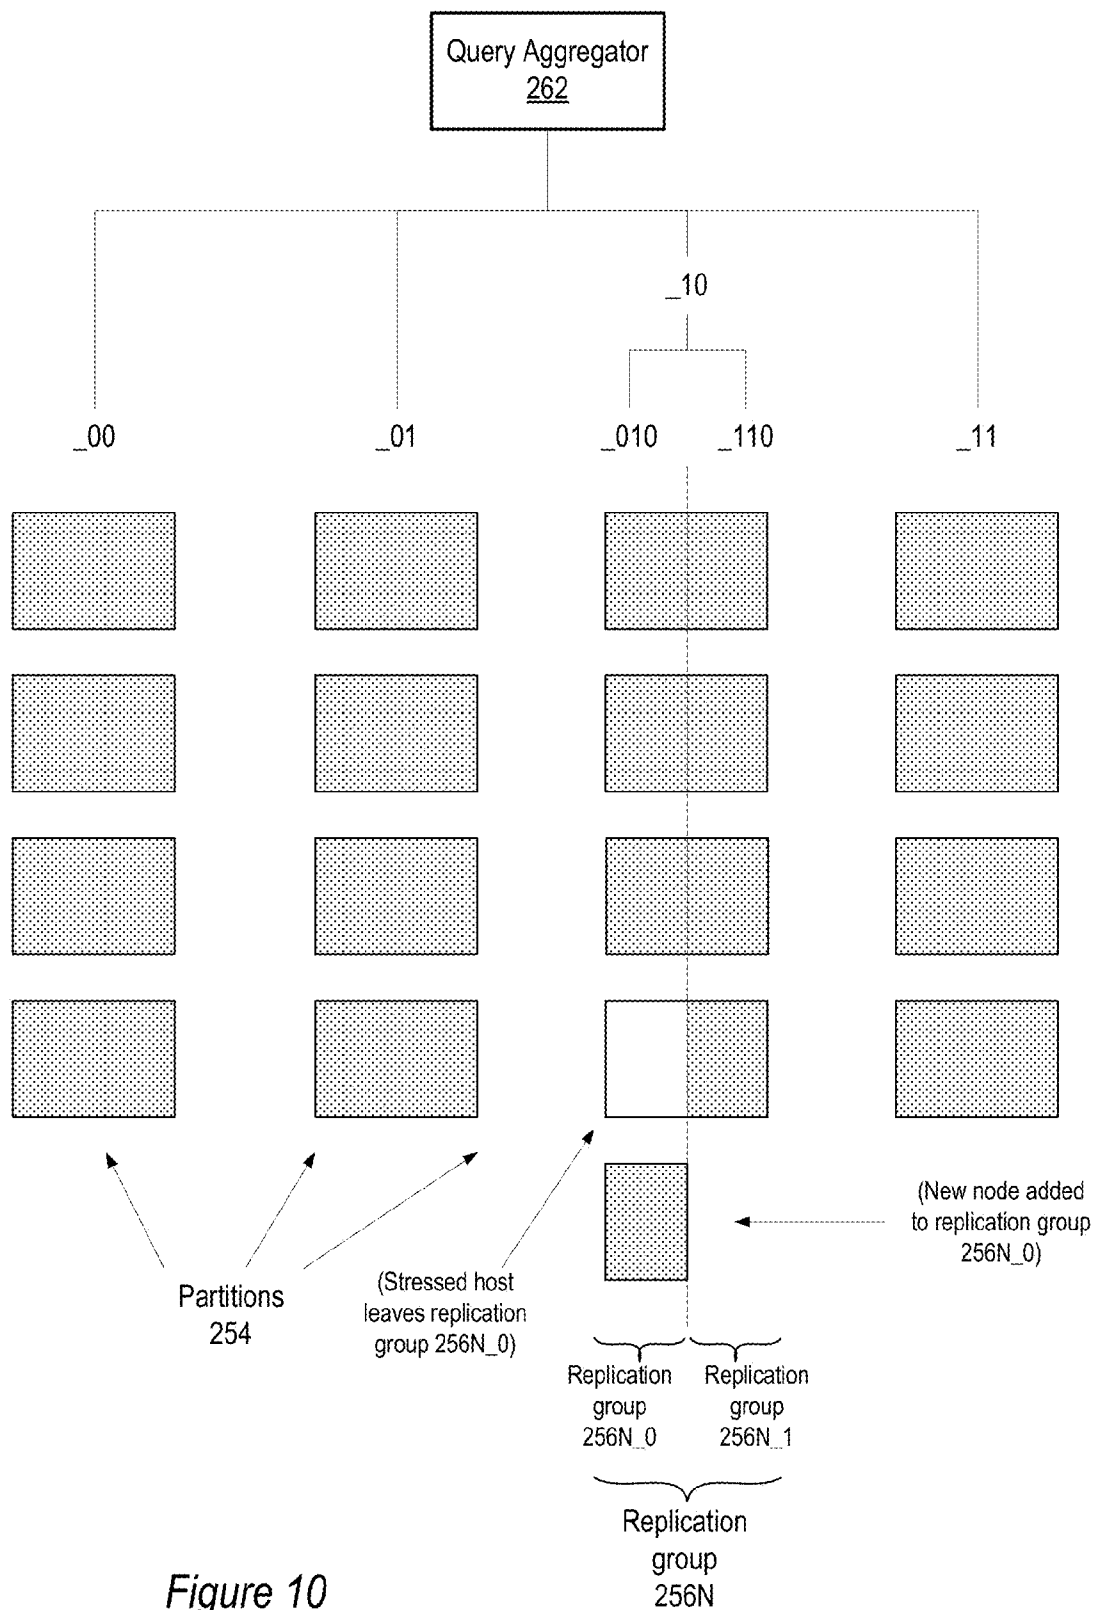 Query Aggregator
262
_10
_00
_01
_010
_110
_11
(New node added
to replication group
256N_0)
Partitions
254
(Stressed host
leaves replication
group 256N_0)
Replication
group
256N_0
Replication
group
256N_1
Replication
group
256N
Figure 10